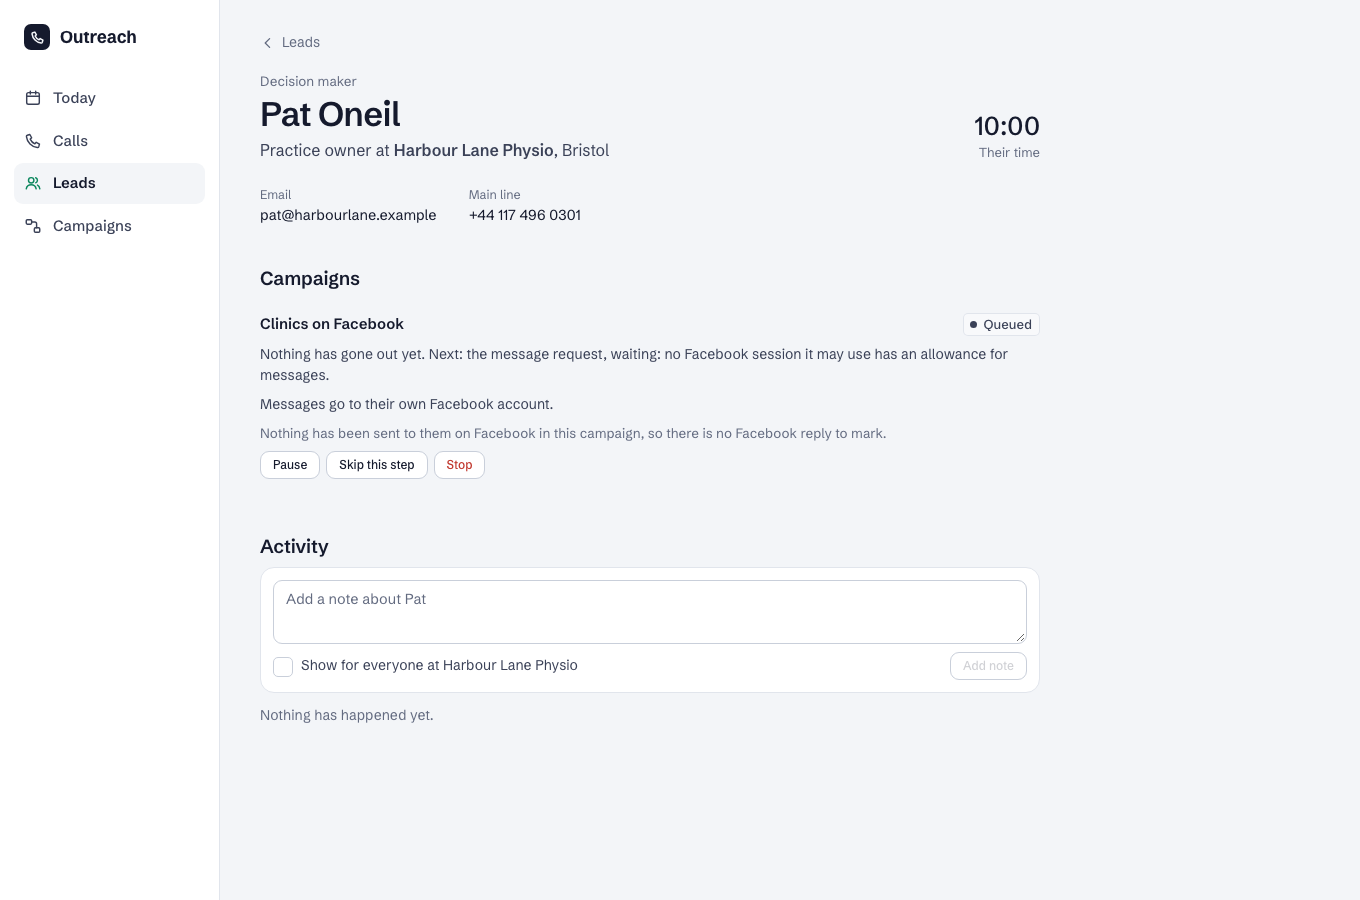 Outreach
Today
Calls
Leads
Campaigns
Leads
Decision maker
Pat Oneil
Practice owner at Harbour Lane Physio, Bristol
10:00
Their time
Email
pat@harbourlane.example
Main line
+44 117 496 0301
Campaigns
Clinics on Facebook
Queued
Nothing has gone out yet. Next: the message request, waiting: no Facebook session it may use has an allowance for
messages.
Messages go to their own Facebook account.
Nothing has been sent to them on Facebook in this campaign, so there is no Facebook reply to mark.
Pause
Skip this step
Stop
Activity
Add a note about Pat
Show for everyone at Harbour Lane Physio
Add note
Nothing has happened yet.